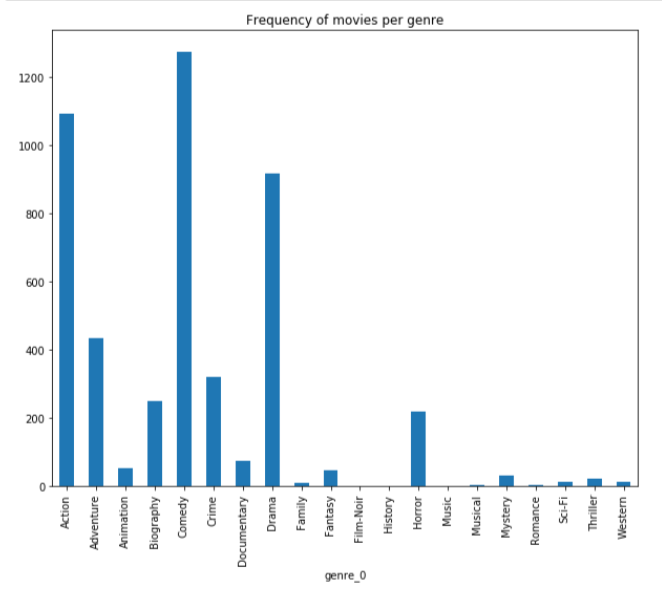 Frequency of movies per genre
1200
1000
800
600
400
200
0
Action
Adventure
Animation
Biography
Comedy
Crime
Documentary
Drama
Family
Fantasy
Film-Noir
History
Horror
Music
Musical
Mystery
Romance
Sci-Fi
Thriller
Western
genre_0